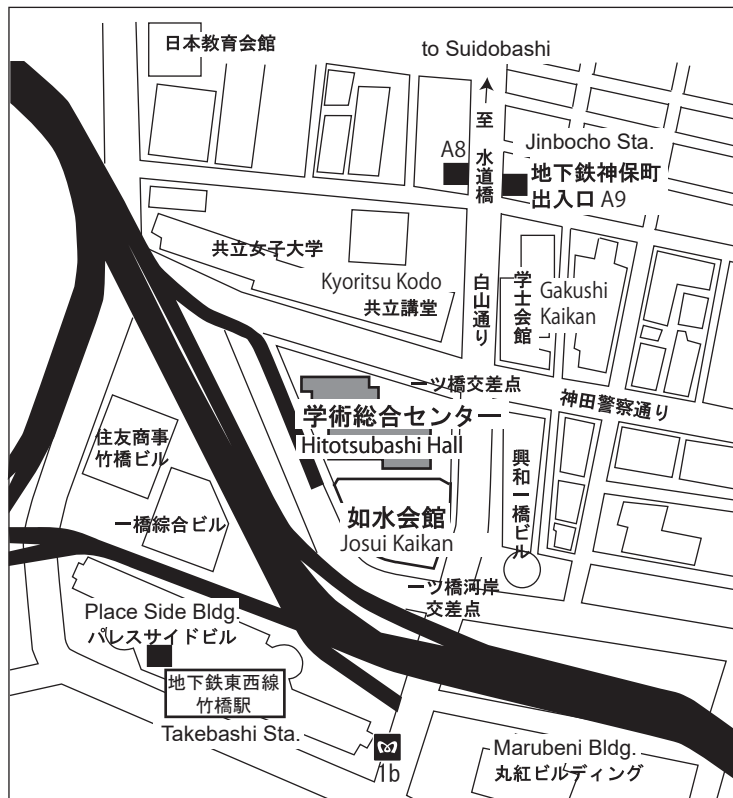 日本教育会館
to Suidobashi
至 水道橋
A8
Jinbocho Sta.
地下鉄神保町
出入口 A9
共立女子大学
Kyoritsu Kodo
共立講堂
白山通り
学士会館
Gakushi
Kaikan
一ツ橋交差点
神田警察通り
学術総合センター
Hitotsubashi Hall
住友商事
竹橋ビル
興和一橋ビル
如水会館
Josui Kaikan
一橋綜合ビル
一ツ橋河岸
交差点
Place Side Bldg.
パレスサイドビル
地下鉄東西線
竹橋駅
Takebashi Sta.
1b
Marubeni Bldg.
丸紅ビルディング